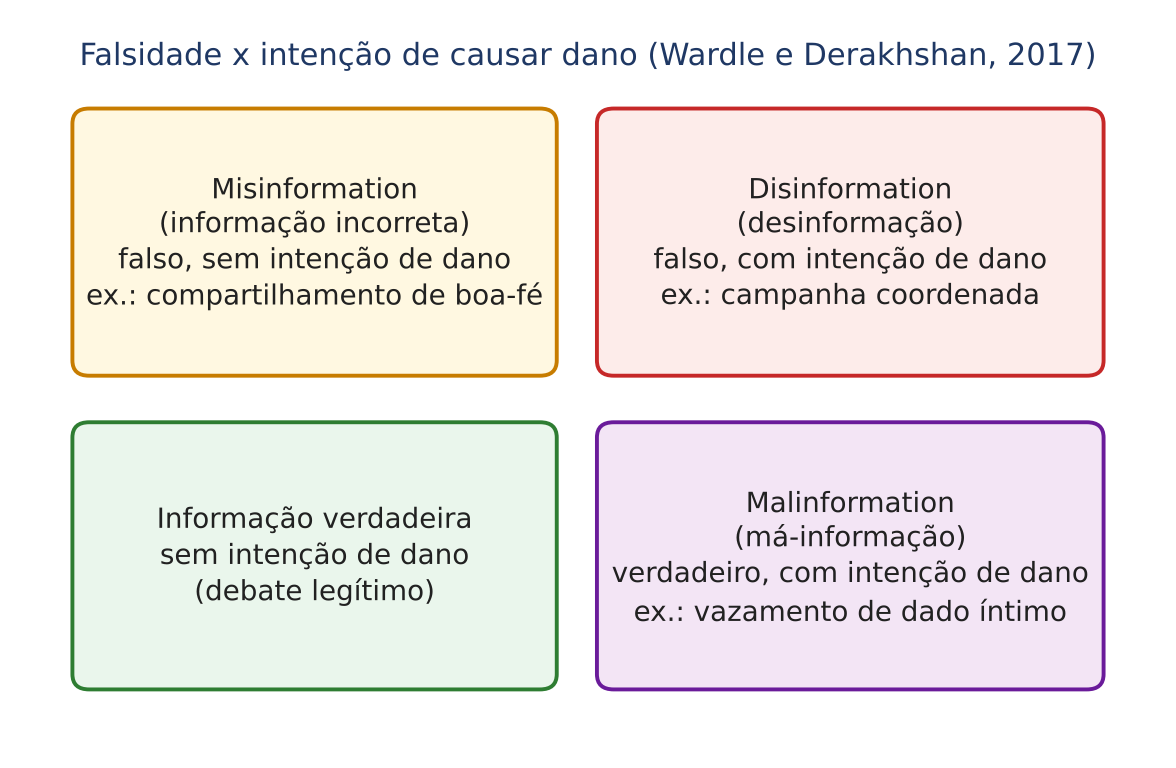 Falsidade x intenção de causar dano (Wardle e Derakhshan, 2017)
Misinformation
(informação incorreta)
falso, sem intenção de dano
ex.: compartilhamento de boa-fé
Disinformation
(desinformação)
falso, com intenção de dano
ex.: campanha coordenada
Informação verdadeira
sem intenção de dano
(debate legítimo)
Malinformation
(má-informação)
verdadeiro, com intenção de dano
ex.: vazamento de dado íntimo